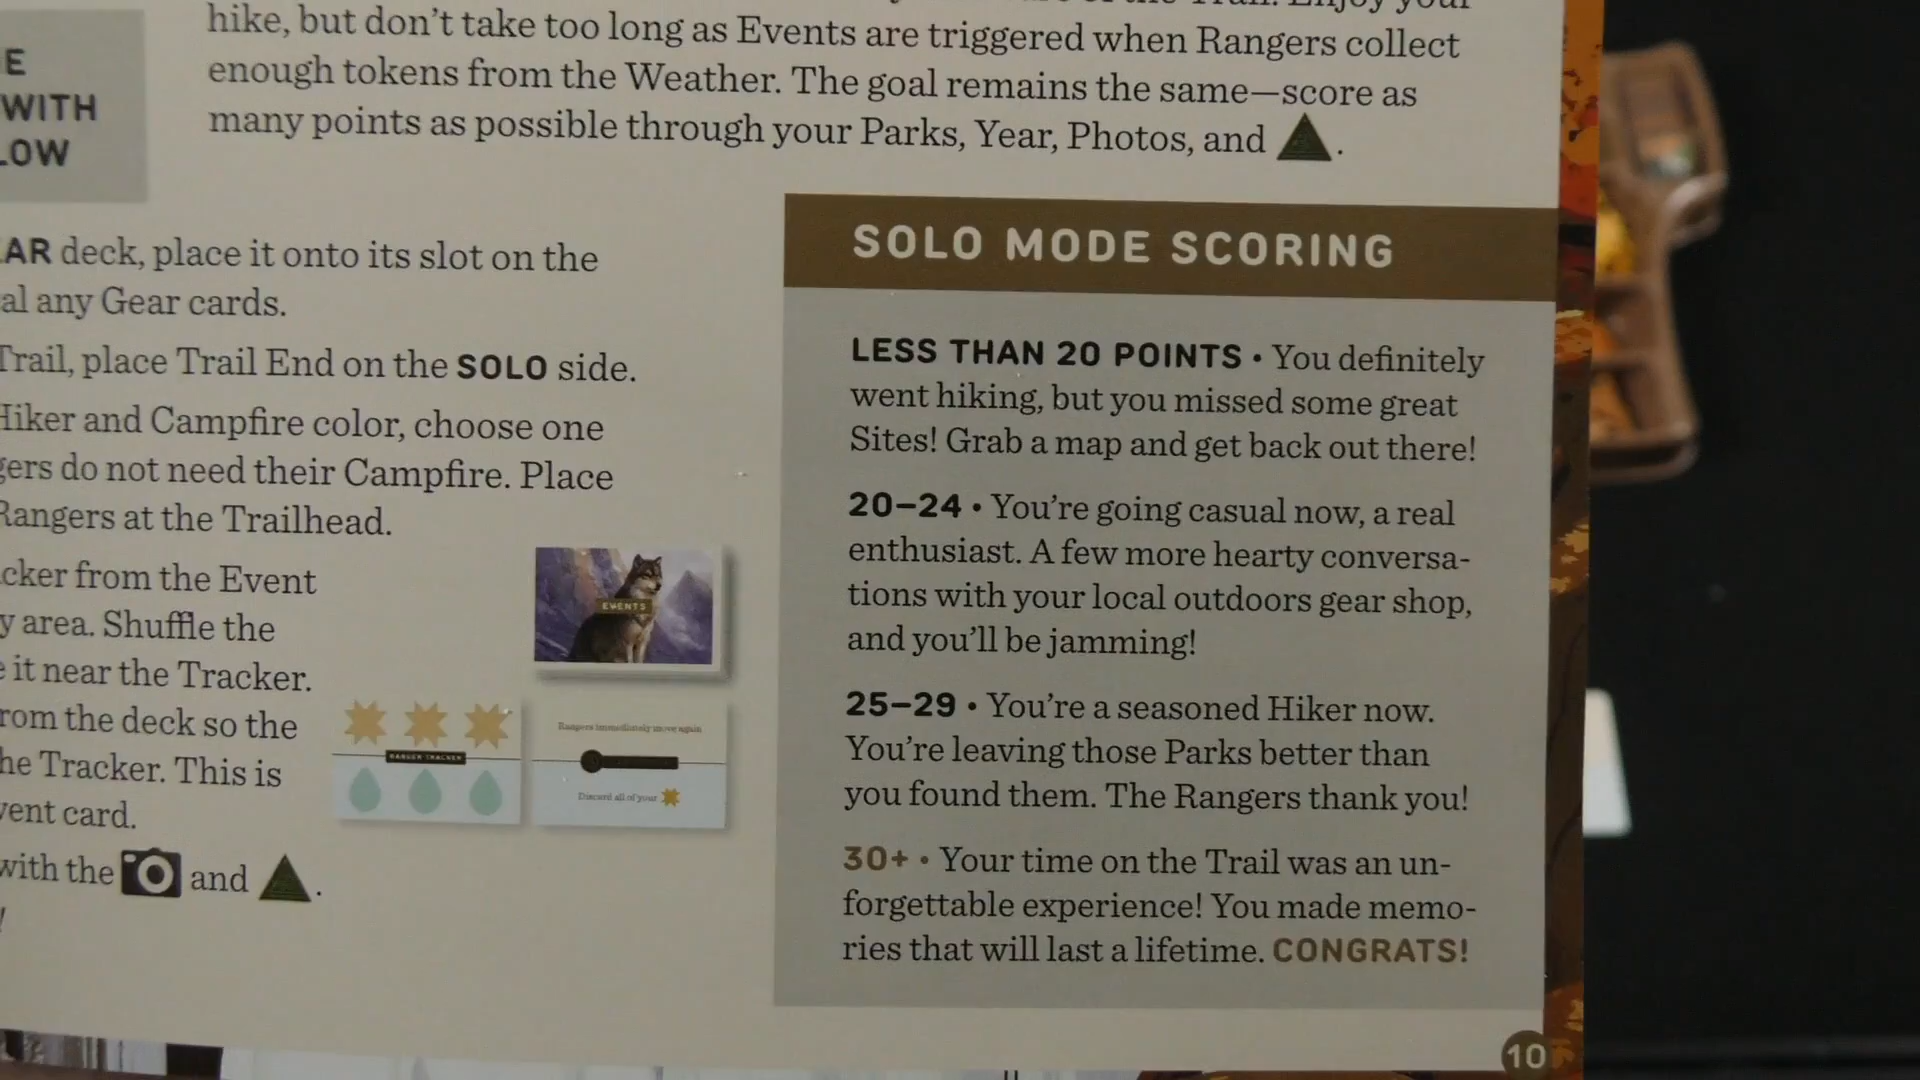 hike, but don't take too long as Events are triggered when Rangers collect
enough tokens from the Weather. The goal remains the same—score as
many points as possible through your Parks, Year, Photos, and
WITH
AR deck, place it onto its slot on the
al any Gear cards.
Trail, place Trail End on the SOLO side.
Hiker and Campfire color, choose one
gers do not need their Campfire. Place
Rangers at the Trailhead.
cker from the Event
y area. Shuffle the
e it near the Tracker.
rom the deck so the
he Tracker. This is
vent card.
with the and .
EVENTS
RANGER TRACKER
Rangers immediately move again
Discard all of your
SOLO MODE SCORING
LESS THAN 20 POINTS • You definitely
went hiking, but you missed some great
Sites! Grab a map and get back out there!
20–24 • You're going casual now, a real
enthusiast. A few more hearty conversa-
tions with your local outdoors gear shop,
and you'll be jamming!
25–29 • You're a seasoned Hiker now.
You're leaving those Parks better than
you found them. The Rangers thank you!
30+ • Your time on the Trail was an un-
forgettable experience! You made memo-
ries that will last a lifetime. CONGRATS!
10